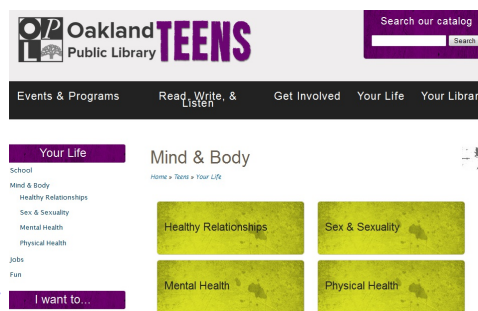 OPL
Oakland
Public Library
TEENS
Search our catalog
Search
Events & Programs
Read, Write, &
Listen
Get Involved
Your Life
Your Librar
Your Life
School
Mind & Body
Healthy Relationships
Sex & Sexuality
Mental Health
Physical Health
Jobs
Fun
I want to...
Mind & Body
Home » Teens » Your Life
Healthy Relationships
Sex & Sexuality
Mental Health
Physical Health